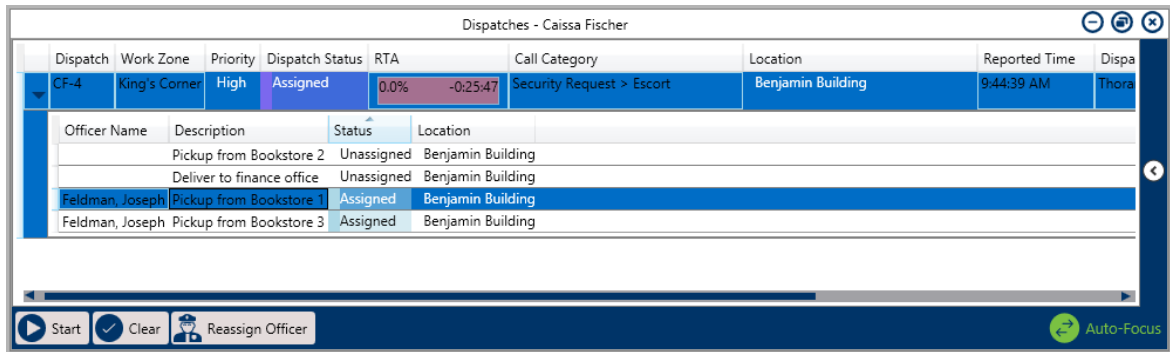 Dispatches - Caissa Fischer
Dispatch Work Zone Priority Dispatch Status RTA Call Category Location Reported Time Dispa
CF-4 King's Corner High Assigned 0.0% -0:25:47 Security Request > Escort Benjamin Building 9:44:39 AM Thora
Officer Name Description Status Location
Pickup from Bookstore 2 Unassigned Benjamin Building
Deliver to finance office Unassigned Benjamin Building
Feldman, Joseph Pickup from Bookstore 1 Assigned Benjamin Building
Feldman, Joseph Pickup from Bookstore 3 Assigned Benjamin Building
Start Clear Reassign Officer Auto-Focus